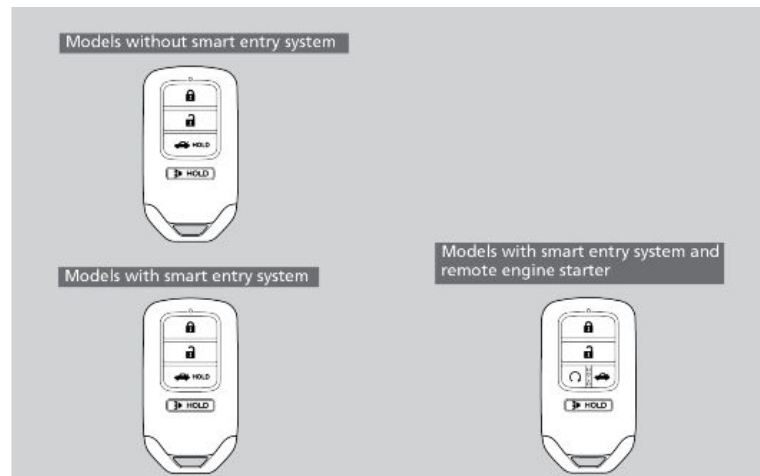 Models without smart entry system
HOLD
HOLD
Models with smart entry system
HOLD
HOLD
Models with smart entry system and
remote engine starter
HOLD